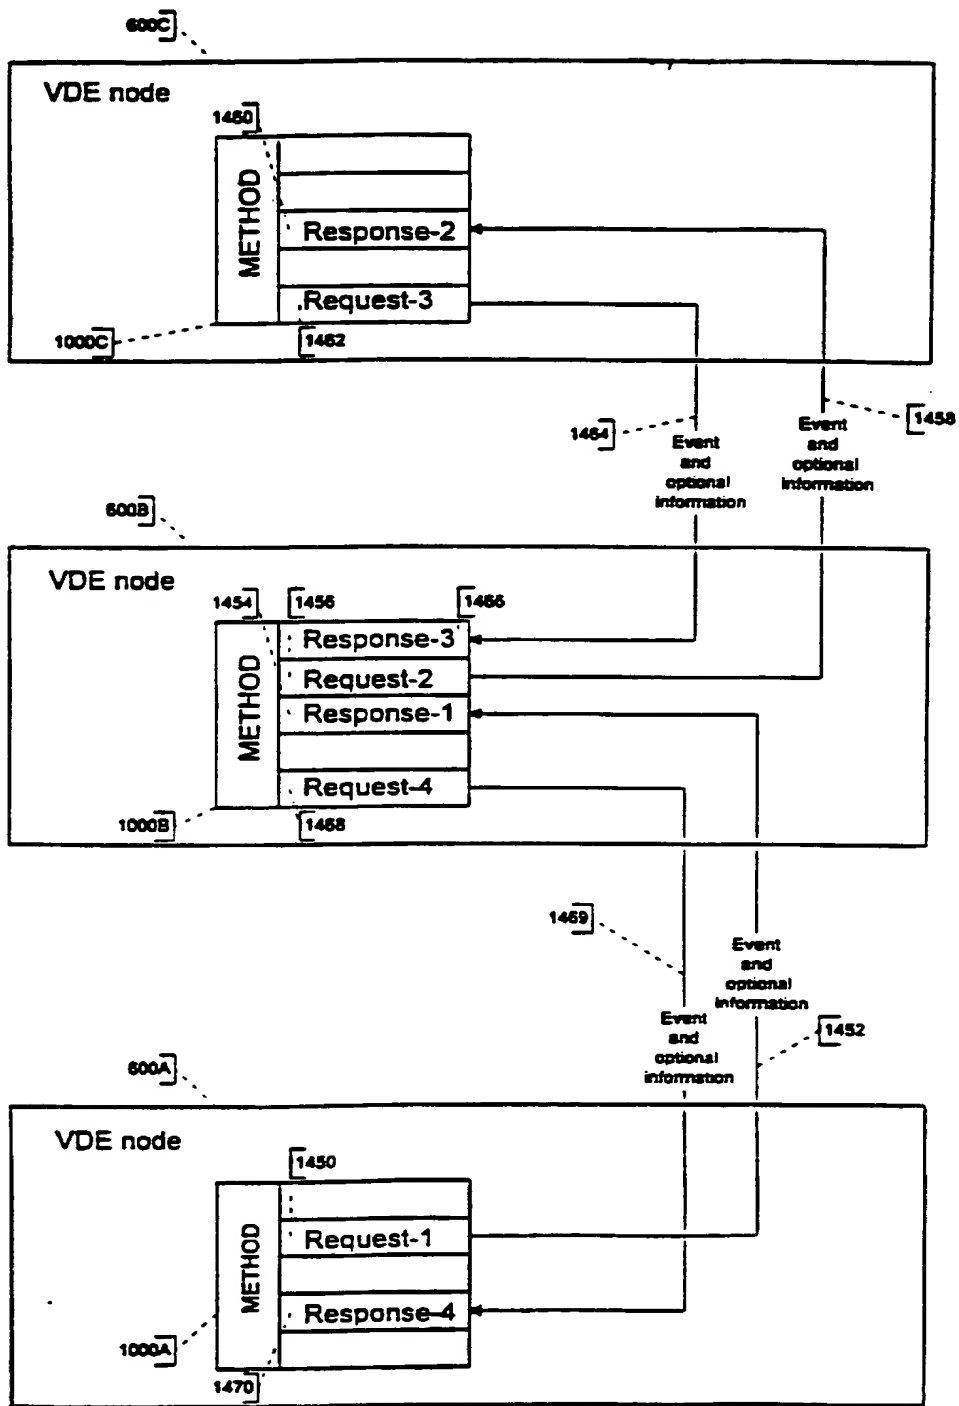 600C
VDE node
1460
METHOD
Response-2
Request-3
1000C
1462
1464
1458
Event
and
optional
information
Event
and
optional
information
600B
VDE node
1454
1456
1466
METHOD
Response-3
Request-2
Response-1
Request-4
1000B
1468
1469
Event
and
optional
information
Event
and
optional
information
1452
600A
VDE node
1450
METHOD
Request-1
Response-4
1000A
1470